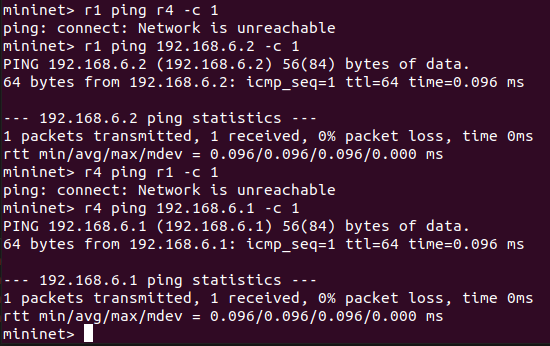 mininet> r1 ping r4 -c 1
ping: connect: Network is unreachable
mininet> r1 ping 192.168.6.2 -c 1
PING 192.168.6.2 (192.168.6.2) 56(84) bytes of data.
64 bytes from 192.168.6.2: icmp_seq=1 ttl=64 time=0.096 ms

--- 192.168.6.2 ping statistics ---
1 packets transmitted, 1 received, 0% packet loss, time 0ms
rtt min/avg/max/mdev = 0.096/0.096/0.096/0.000 ms
mininet> r4 ping r1 -c 1
ping: connect: Network is unreachable
mininet> r4 ping 192.168.6.1 -c 1
PING 192.168.6.1 (192.168.6.1) 56(84) bytes of data.
64 bytes from 192.168.6.1: icmp_seq=1 ttl=64 time=0.096 ms

--- 192.168.6.1 ping statistics ---
1 packets transmitted, 1 received, 0% packet loss, time 0ms
rtt min/avg/max/mdev = 0.096/0.096/0.096/0.000 ms
mininet>